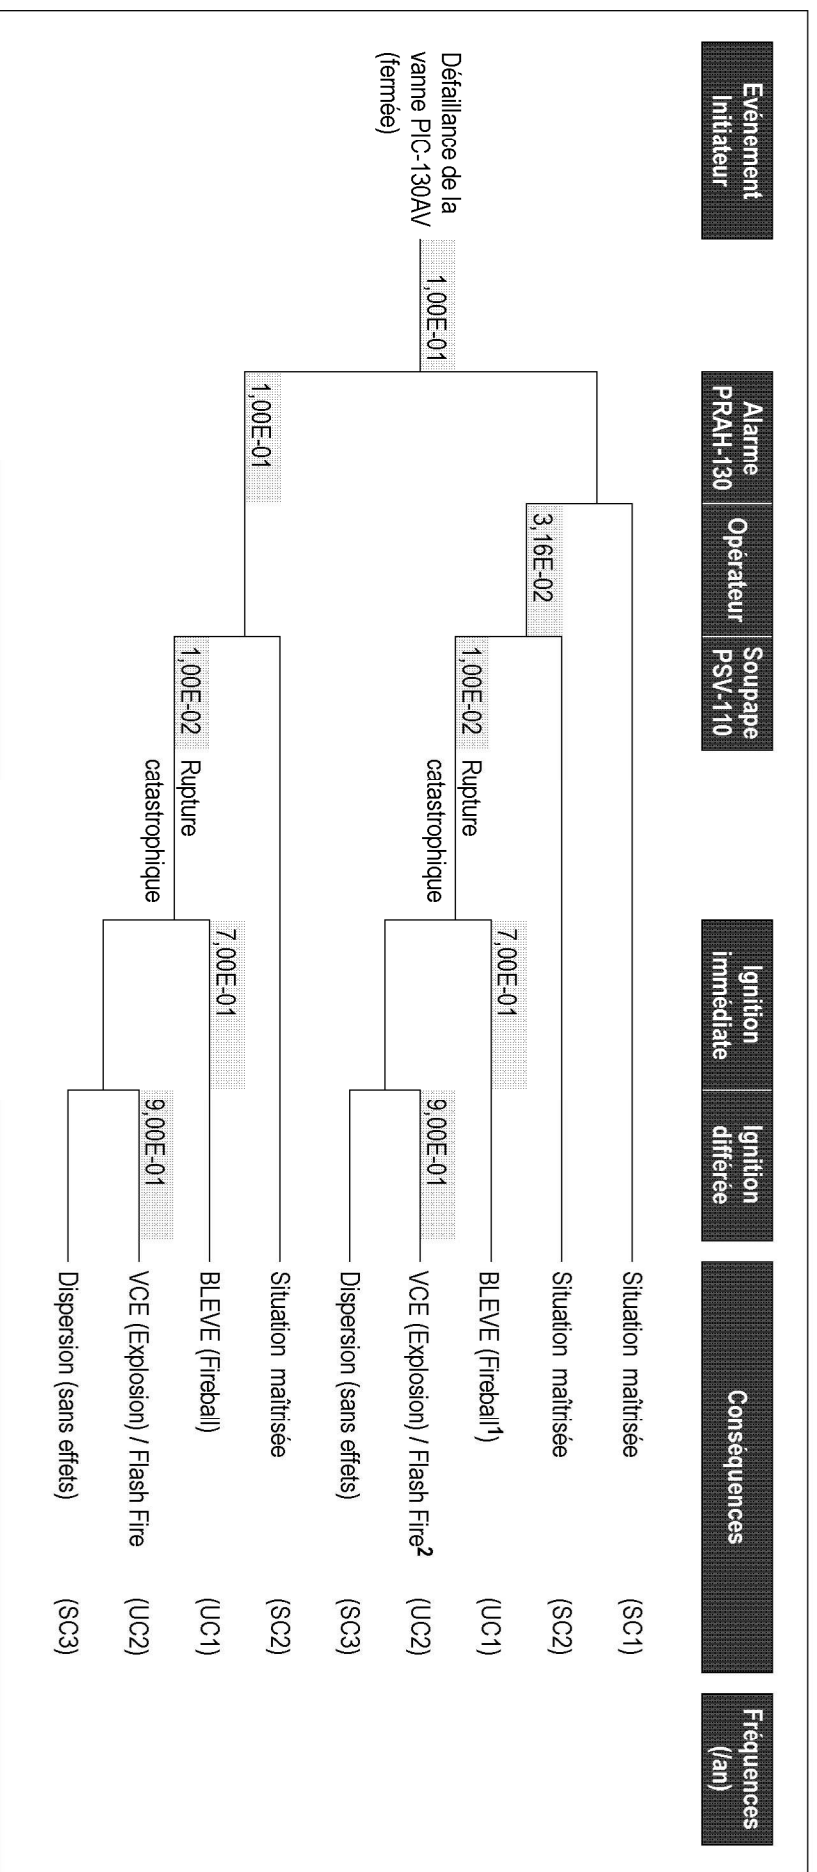 Evénement
Initiateur
Alarme
PRAH-130
Opérateur
Soupape
PSV-110
Ignition
immédiate
Ignition
différée
Conséquences
Fréquences
(/an)
Défaillance de la
vanne PIC-130AV
(fermée)
1,00E-01
1,00E-01
3,16E-02
1,00E-02
Rupture
catastrophique
7,00E-01
9,00E-01
1,00E-02
Rupture
catastrophique
7,00E-01
9,00E-01
Situation maîtrisée (SC1)
Situation maîtrisée (SC2)
BLEVE (Fireball¹) (UC1)
VCE (Explosion) / Flash Fire² (UC2)
Dispersion (sans effets) (SC3)
Situation maîtrisée (SC2)
BLEVE (Fireball) (UC1)
VCE (Explosion) / Flash Fire (UC2)
Dispersion (sans effets) (SC3)